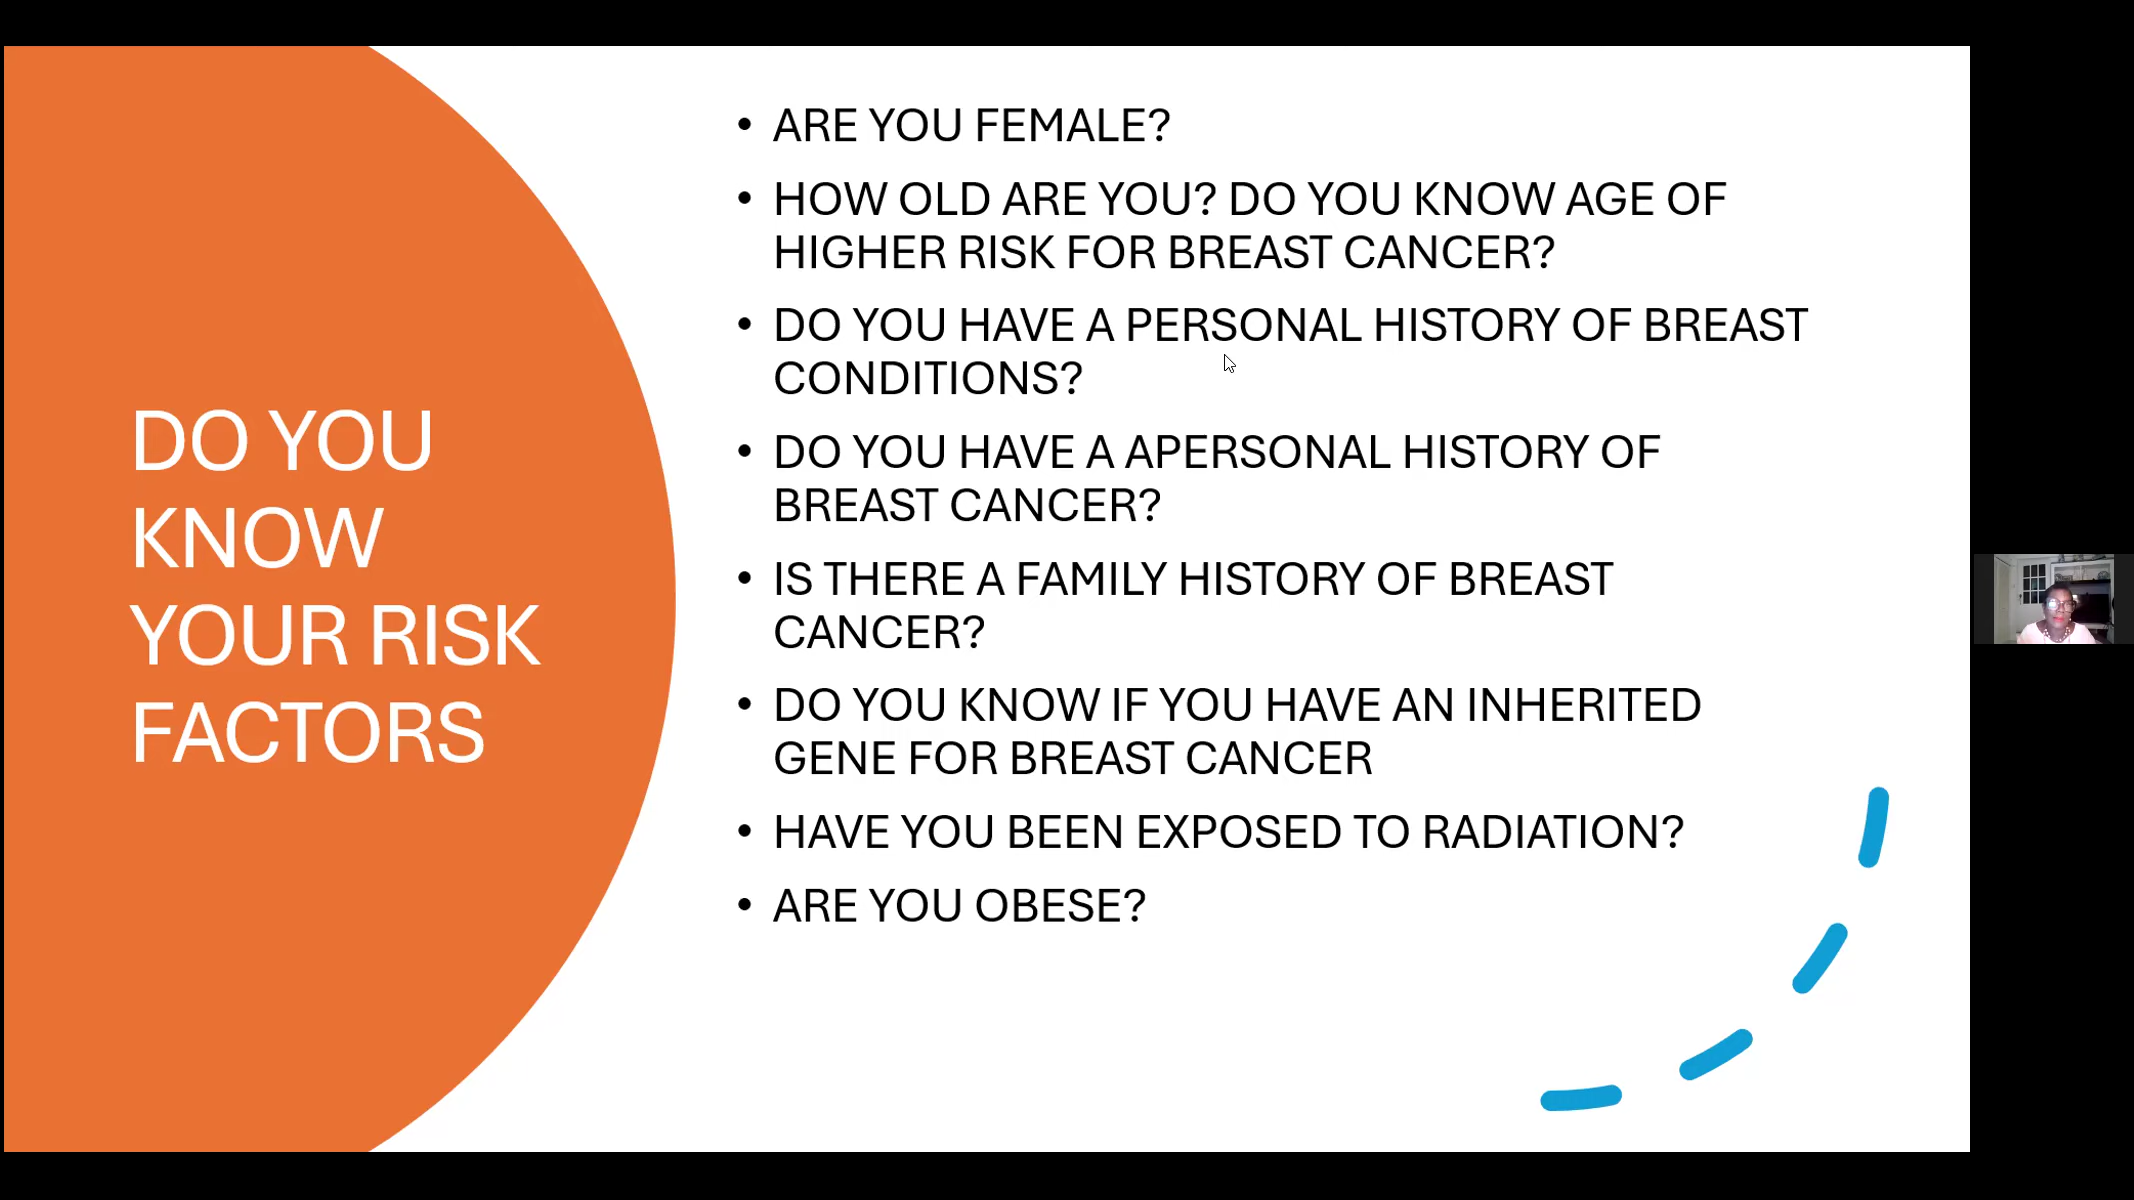 DO YOU
KNOW
YOUR RISK
FACTORS
• ARE YOU FEMALE?
• HOW OLD ARE YOU? DO YOU KNOW AGE OF
HIGHER RISK FOR BREAST CANCER?
• DO YOU HAVE A PERSONAL HISTORY OF BREAST
CONDITIONS?
• DO YOU HAVE A APERSONAL HISTORY OF
BREAST CANCER?
• IS THERE A FAMILY HISTORY OF BREAST
CANCER?
• DO YOU KNOW IF YOU HAVE AN INHERITED
GENE FOR BREAST CANCER
• HAVE YOU BEEN EXPOSED TO RADIATION?
• ARE YOU OBESE?